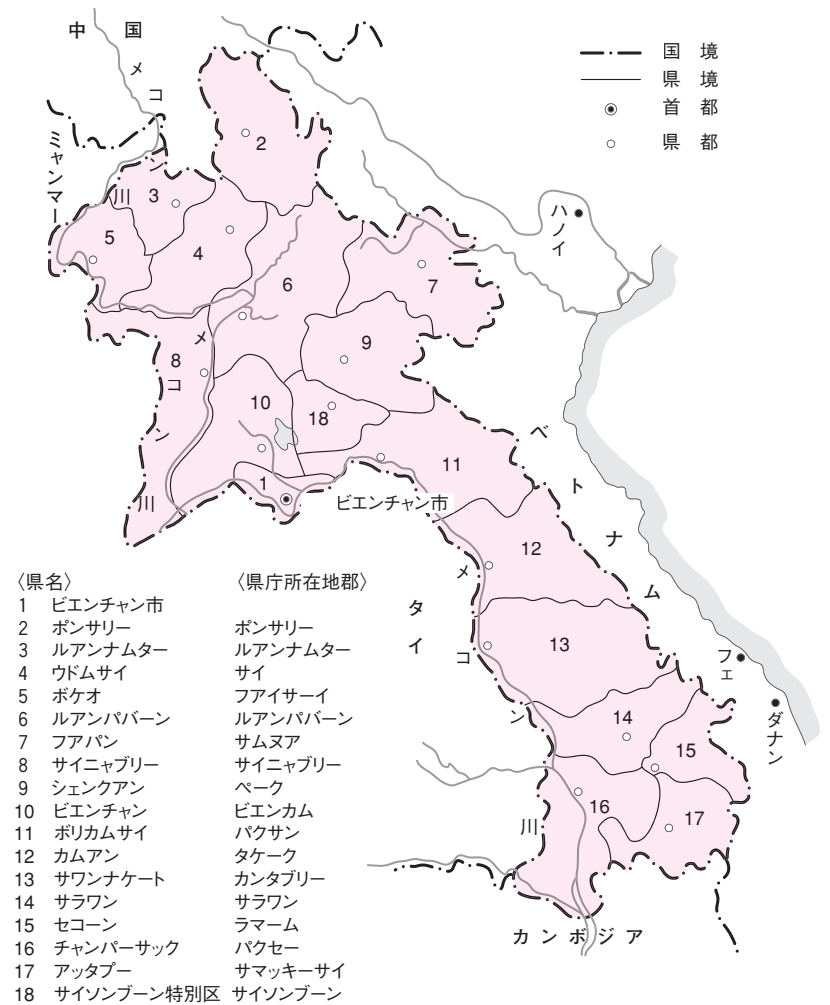 中国
メコン川
ミャンマー
国境
県境
首都
県都
ハノイ
2
3
5
4
6
7
9
8
メコン川
10
18
11
1
ビエンチャン市
ベトナム
12
メコン川
タイ
13
フェ
ダナン
14
15
16
17
カンボジア
〈県名〉 〈県庁所在地郡〉
1 ビエンチャン市
2 ポンサリー ポンサリー
3 ルアンナムター ルアンナムター
4 ウドムサイ サイ
5 ボケオ フアイサーイ
6 ルアンパバーン ルアンパバーン
7 フアパン サムヌア
8 サイニャブリー サイニャブリー
9 シェンクアン ペーク
10 ビエンチャン ビエンカム
11 ボリカムサイ パクサン
12 カムアン タケーク
13 サワンナケート カンタブリー
14 サラワン サラワン
15 セコーン ラマーム
16 チャンパーサック パクセー
17 アッタプー サマッキーサイ
18 サイソンブーン特別区 サイソンブーン